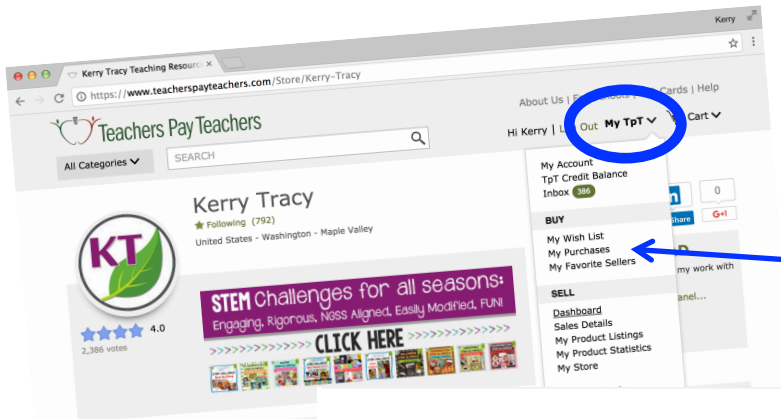 Kerry
Kerry Tracy Teaching Resourc
https://www.teacherspayteachers.com/Store/Kerry-Tracy
About Us | Cards | Help
Teachers Pay Teachers
Hi Kerry | Out My TpT Cart
All Categories
SEARCH
My Account
TpT Credit Balance
Inbox 386
KT
Kerry Tracy
Following (792)
United States - Washington - Maple Valley
in
0
Share
G+1
BUY
My Wish List
My Purchases
My Favorite Sellers
my work with
anel...
STEM Challenges for all seasons:
Engaging, Rigorous, NGSS Aligned, Easily Modified, FUN!
>>>>>>>>>>>> CLICK HERE >>>>>>>>>>>>
4.0
2,386 votes
SELL
Dashboard
Sales Details
My Product Listings
My Product Statistics
My Store